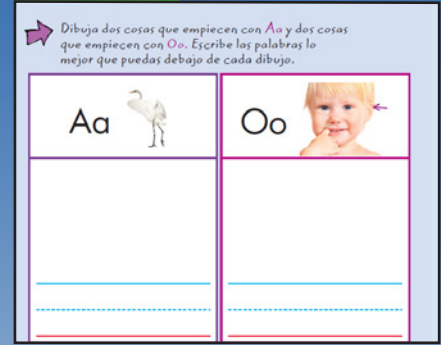 Dibuja dos cosas que empiecen con Aa y dos cosas
que empiecen con Oo. Escribe las palabras lo
mejor que puedas debajo de cada dibujo.
Aa
Oo